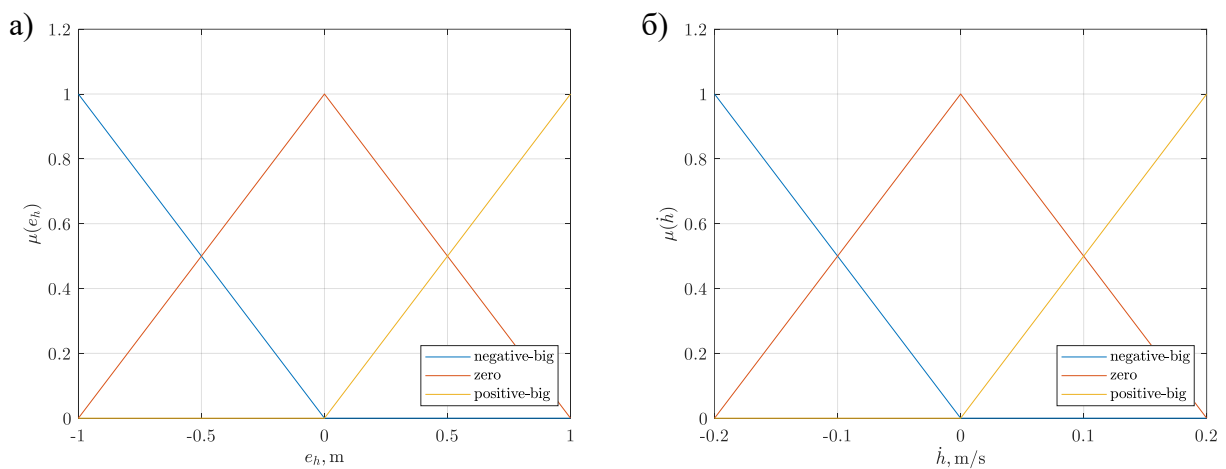 а)
1.2
1
0.8
0.6
0.4
0.2
0
μ(e_h)
-1
-0.5
0
0.5
1
e_h, m
negative-big
zero
positive-big
б)
1.2
1
0.8
0.6
0.4
0.2
0
μ(ḣ)
-0.2
-0.1
0
0.1
0.2
ḣ, m/s
negative-big
zero
positive-big